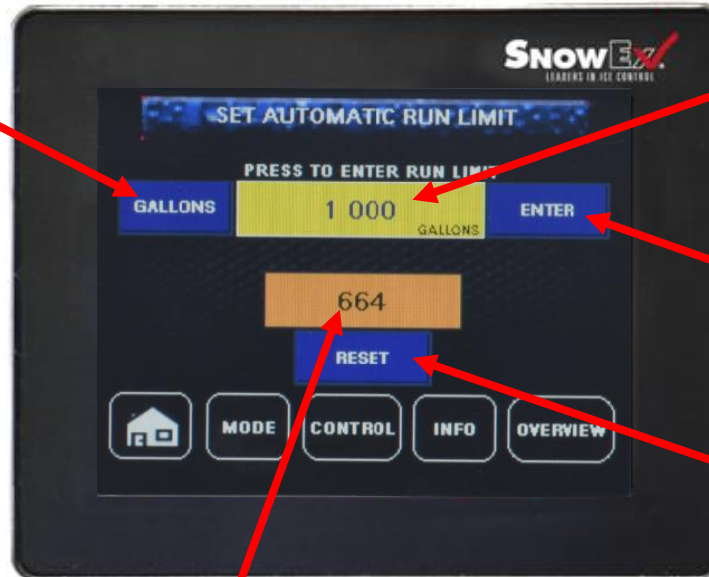 SNOWEX
LEADERS IN ICE CONTROL
SET AUTOMATIC RUN LIMIT
PRESS TO ENTER RUN LIMIT
GALLONS
1 000
GALLONS
ENTER
664
RESET
MODE
CONTROL
INFO
OVERVIEW